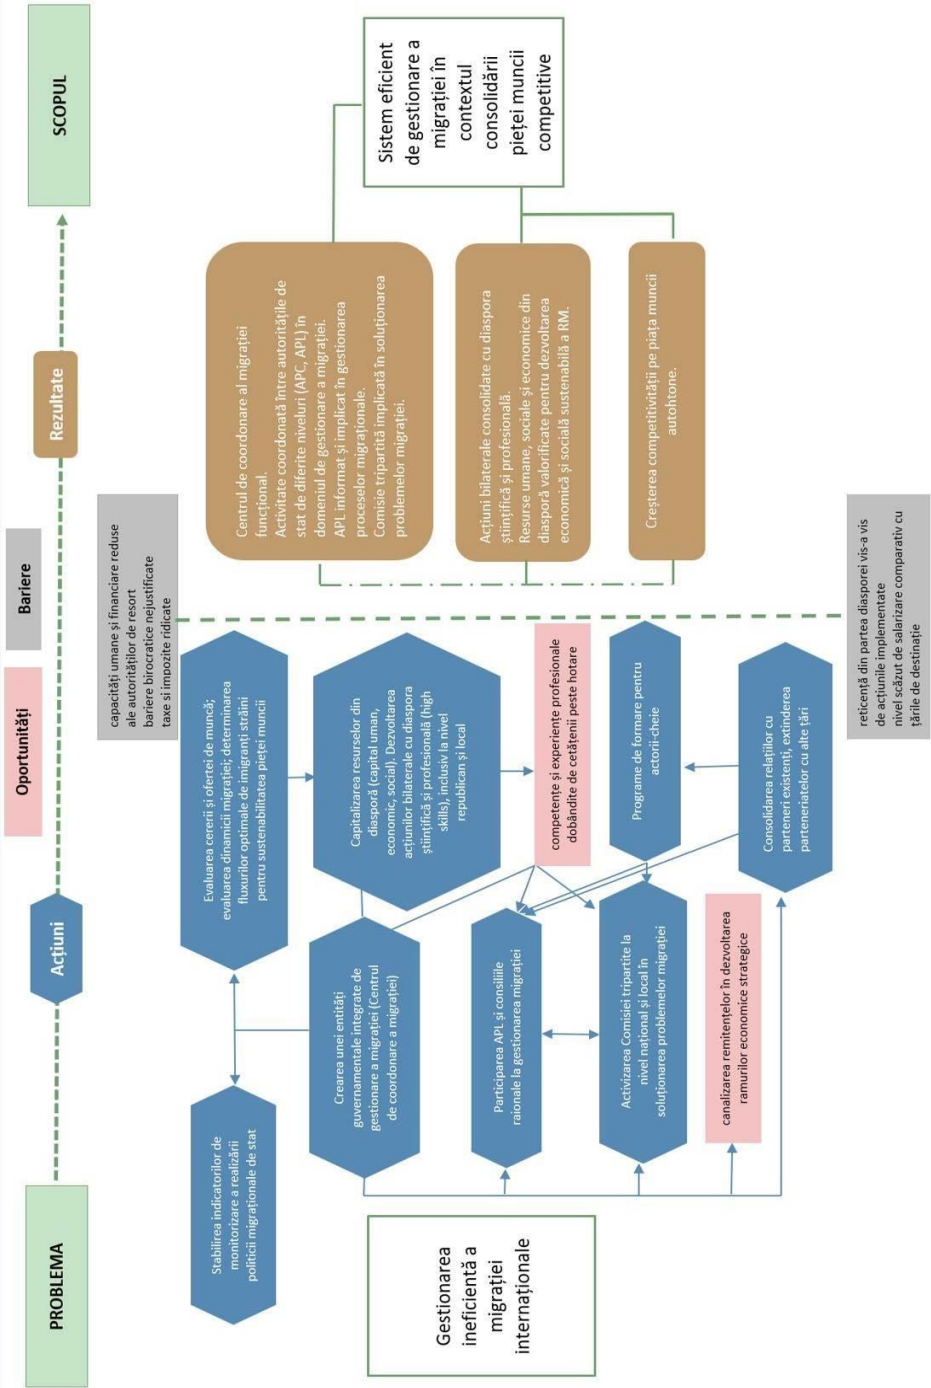 PROBLEMA
Acțiuni
Oportunități
Bariere
Rezultate
SCOPUL
Gestionarea
ineficientă a
migrației
internaționale
Stabilirea indicatorilor de
monitorizare a realizării
politicii migraționale de stat
Crearea unei entități
guvernamentale integrate de
gestionare a migrației (Centrul
de coordonare a migrației)
Participarea APL și consiliile
raionale la gestionarea migrației
Activizarea Comisiei tripartite la
nivel național și local în
soluționarea problemelor migrației
canalizarea remitențelor în dezvoltarea
ramurilor economice strategice
Evaluarea cererii și ofertei de muncă;
evaluarea dinamicii migrației; determinarea
fluxurilor optimale de imigranți străini
pentru sustenabilitatea pieței muncii
Capitalizarea resurselor din
diasporă (capital uman,
economic, social). Dezvoltarea
acțiunilor bilaterale cu diaspora
științifică și profesională (high
skills), inclusiv la nivel
republican și local
competențe și experiențe profesionale
dobândite de cetățenii peste hotare
Programe de formare pentru
actorii-cheie
Consolidarea relațiilor cu
parteneri existenți, extinderea
parteneriatelor cu alte țări
capacități umane și financiare reduse
ale autorităților de resort
bariere birocratice nejustificate
taxe si impozite ridicate
reticență din partea diasporei vis-a vis
de acțiunile implementate
nivel scăzut de salarizare comparativ cu
țările de destinație
Centrul de coordonare al migrației
funcțional.
Activitate coordonată între autoritățile de
stat de diferite niveluri (APC, APL) în
domeniul de gestionare a migrației.
APL informat și implicat în gestionarea
proceselor migraționale.
Comisie tripartită implicată în soluționarea
problemelor migrației.
Acțiuni bilaterale consolidate cu diaspora
științifică și profesională.
Resurse umane, sociale și economice din
diasporă valorificate pentru dezvoltarea
economică și socială sustenabilă a RM.
Creșterea competitivității pe piața muncii
autohtone.
Sistem eficient
de gestionare a
migrației în
contextul
consolidării
pieței muncii
competitive